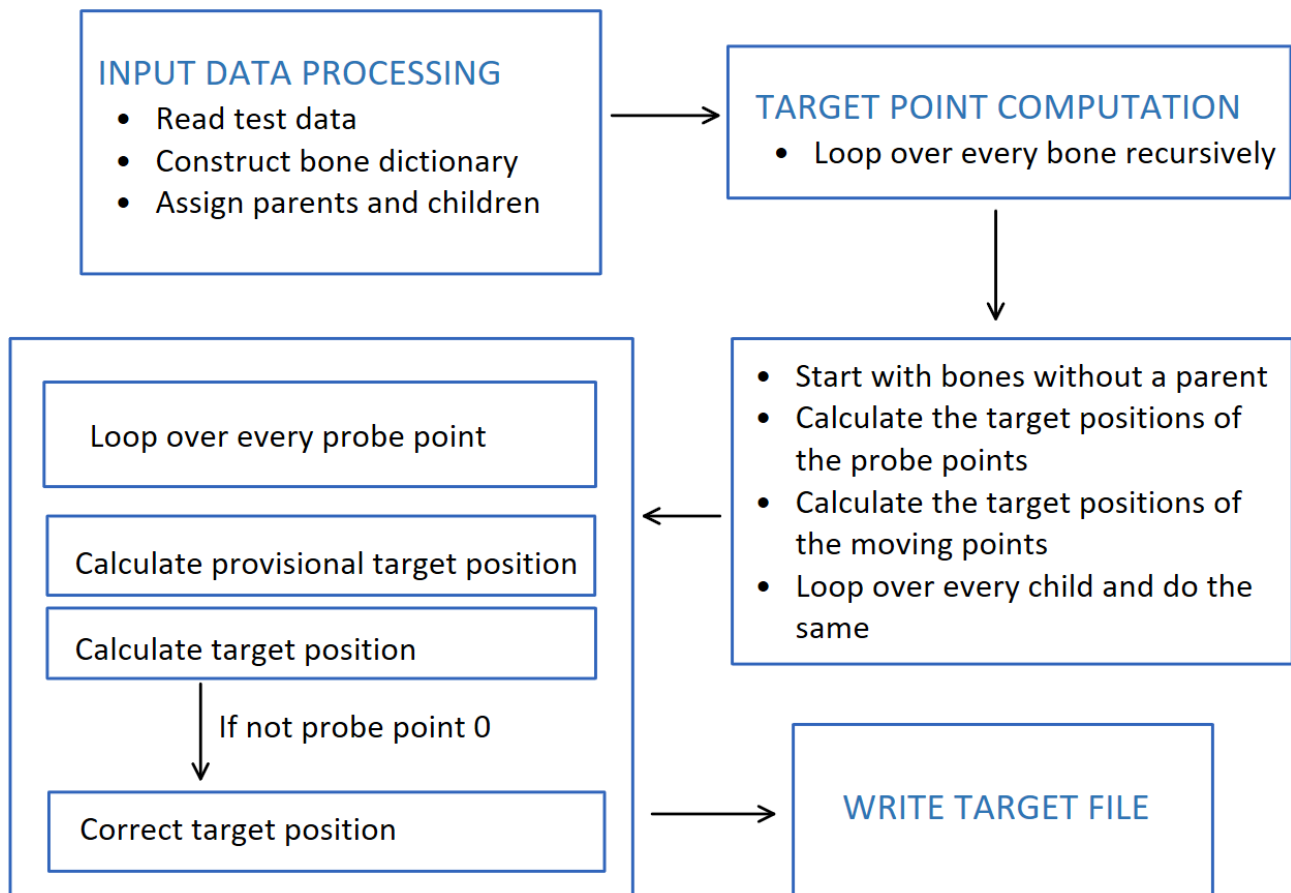 INPUT DATA PROCESSING
• Read test data
• Construct bone dictionary
• Assign parents and children
TARGET POINT COMPUTATION
• Loop over every bone recursively
• Start with bones without a parent
• Calculate the target positions of
the probe points
• Calculate the target positions of
the moving points
• Loop over every child and do the
same
Loop over every probe point
Calculate provisional target position
Calculate target position
If not probe point 0
Correct target position
WRITE TARGET FILE